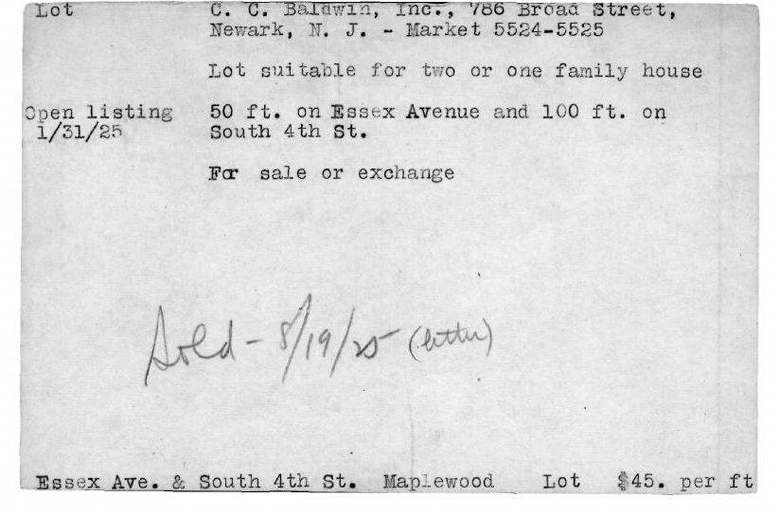 Lot C. C. Baldwin, Inc., 786 Broad Street,
Newark, N. J. - Market 5524-5525
Lot suitable for two or one family house
Open listing 50 ft. on Essex Avenue and 100 ft. on
1/31/25 South 4th St.
For sale or exchange
Sold - 8/19/25 (letter)
Essex Ave. & South 4th St. Maplewood Lot $45. per ft